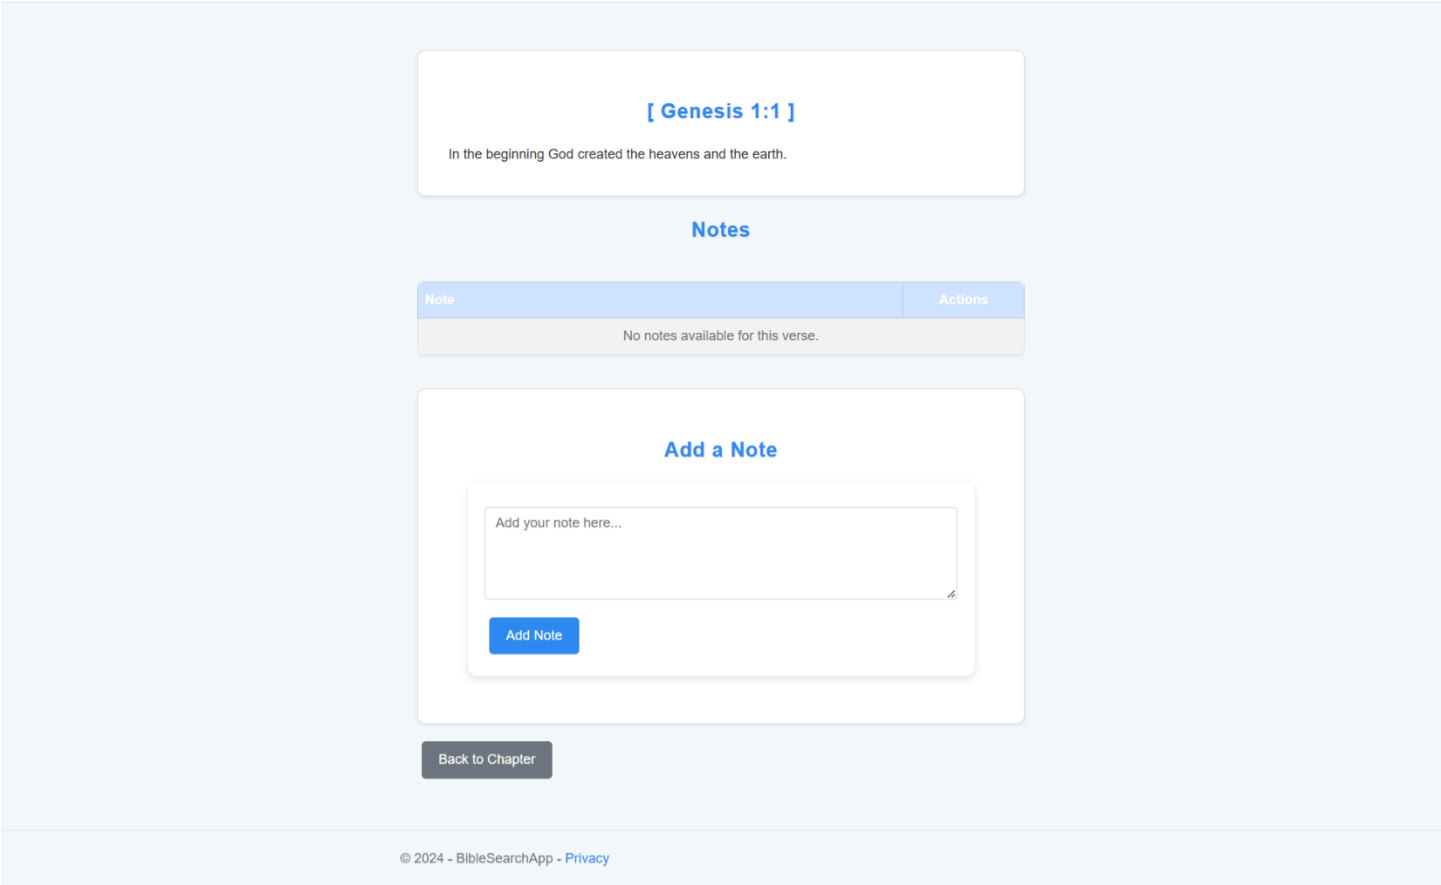 [ Genesis 1:1 ]
In the beginning God created the heavens and the earth.
Notes
Note Actions
No notes available for this verse.
Add a Note
Add your note here...
Add Note
Back to Chapter
© 2024 - BibleSearchApp - Privacy